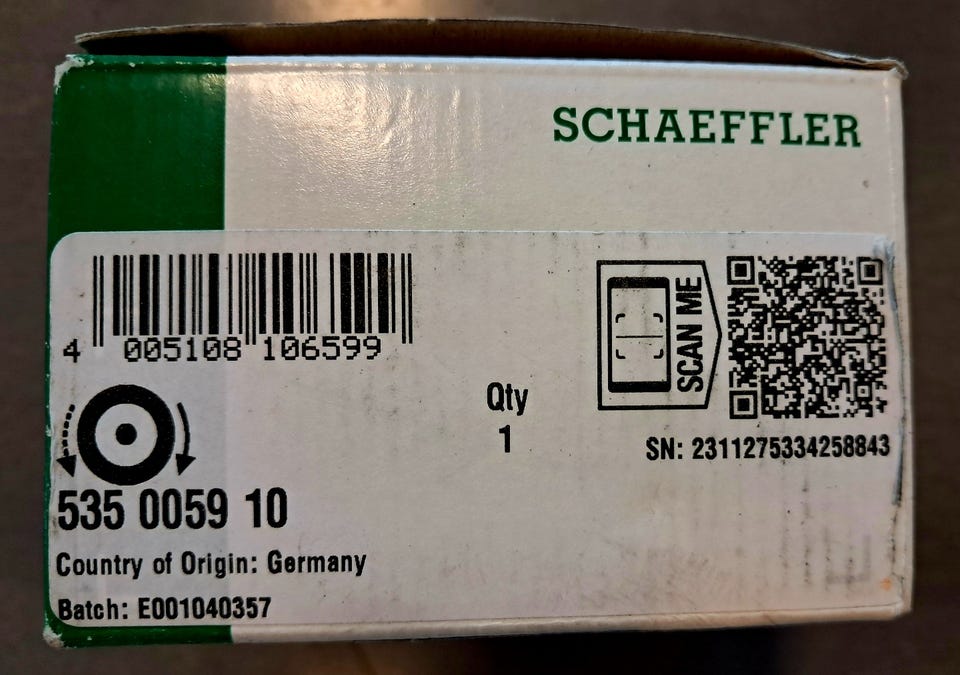 SCHAEFFLER
4 005108 106599
SCAN ME
Qty
1
SN: 2311275334258843
535 0059 10
Country of Origin: Germany
Batch: E001040357